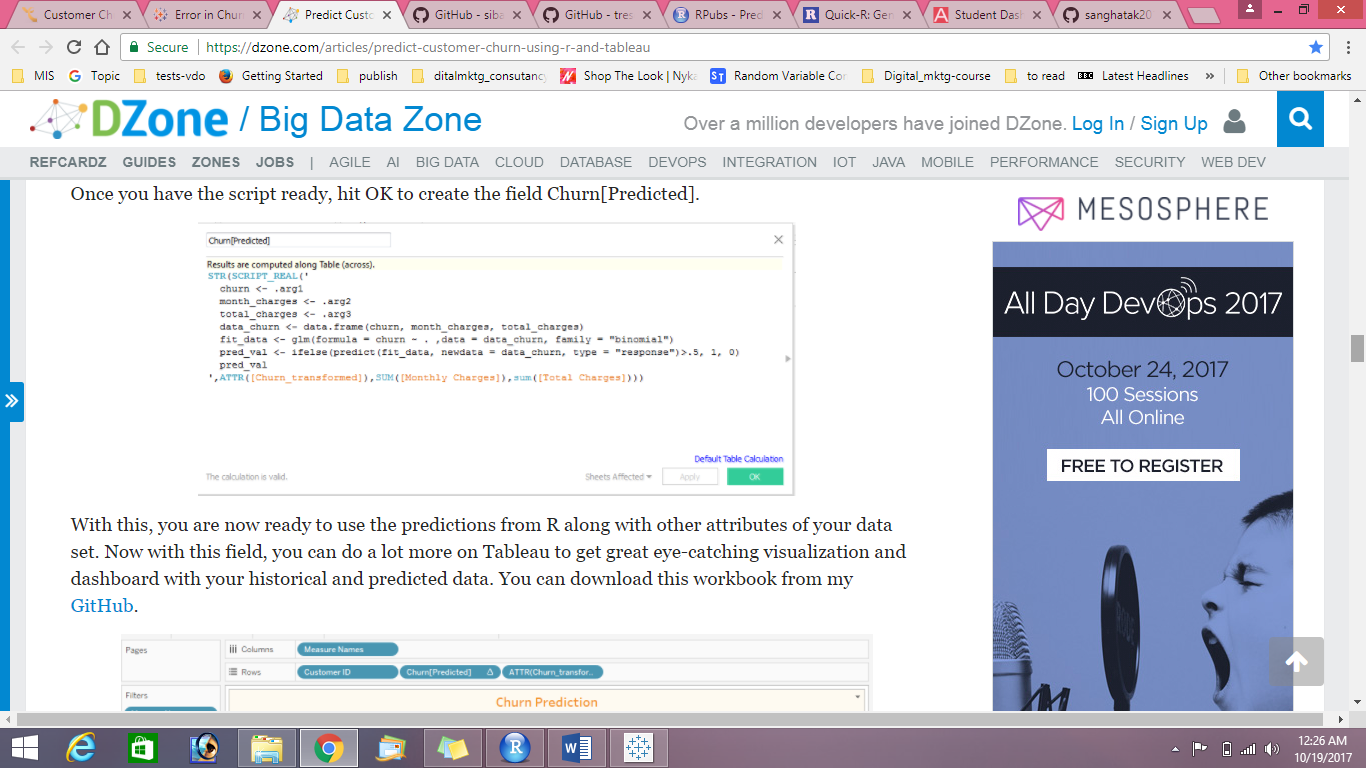 Customer Ch
Error in Chur
Predict Custo
GitHub - siba
GitHub - tres
RPubs - Pred
Quick-R: Gen
Student Dash
sanghatak20
Secure
https://dzone.com/articles/predict-customer-churn-using-r-and-tableau
MIS
Topic
tests-vdo
Getting Started
publish
ditalmktg_consutancy
Shop The Look | Nyka
Random Variable Con
Digital_mktg-course
to read
BBC Latest Headlines
»
Other bookmarks
DZone / Big Data Zone
Over a million developers have joined DZone. Log In / Sign Up
REFCARDZ GUIDES ZONES JOBS | AGILE AI BIG DATA CLOUD DATABASE DEVOPS INTEGRATION IOT JAVA MOBILE PERFORMANCE SECURITY WEB DEV
Once you have the script ready, hit OK to create the field Churn[Predicted].
Churn[Predicted]
Results are computed along Table (across).
STR(SCRIPT_REAL('
churn <- .arg1
month_charges <- .arg2
total_charges <- .arg3
data_churn <- data.frame(churn, month_charges, total_charges)
fit_data <- glm(formula = churn ~ . ,data = data_churn, family = "binomial")
pred_val <- ifelse(predict(fit_data, newdata = data_churn, type = "response")>.5, 1, 0)
pred_val
',ATTR([Churn_transformed]),SUM([Monthly Charges]),sum([Total Charges])))
Default Table Calculation
The calculation is valid.
Sheets Affected
Apply
OK
With this, you are now ready to use the predictions from R along with other attributes of your data
set. Now with this field, you can do a lot more on Tableau to get great eye-catching visualization and
dashboard with your historical and predicted data. You can download this workbook from my
GitHub.
Pages
Columns
Measure Names
Rows
Customer ID
Churn[Predicted] Δ
ATTR(Churn_transfor..
Filters
Churn Prediction
MESOSPHERE
All Day DevOps 2017
October 24, 2017
100 Sessions
All Online
FREE TO REGISTER
12:26 AM
10/19/2017